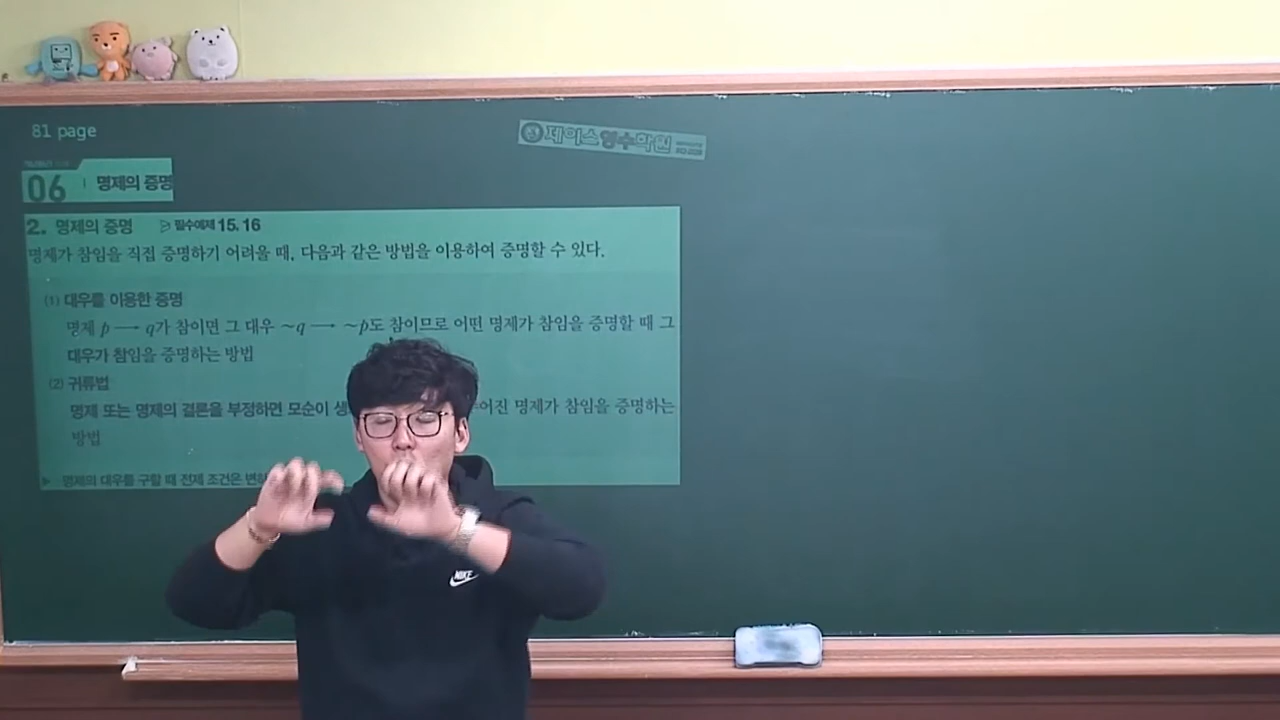 81 page
제이스영수학원
06 명제의 증명
2. 명제의 증명 ▷ 필수예제 15, 16
명제가 참임을 직접 증명하기 어려울 때, 다음과 같은 방법을 이용하여 증명할 수 있다.
(1) 대우를 이용한 증명
명제 p → q가 참이면 그 대우 ~q → ~p도 참이므로 어떤 명제가 참임을 증명할 때 그
대우가 참임을 증명하는 방법
(2) 귀류법
명제 또는 명제의 결론을 부정하면 모순이 생 어진 명제가 참임을 증명하는
방법
▶ 명제의 대우를 구할 때 전제 조건은 변
NIKE